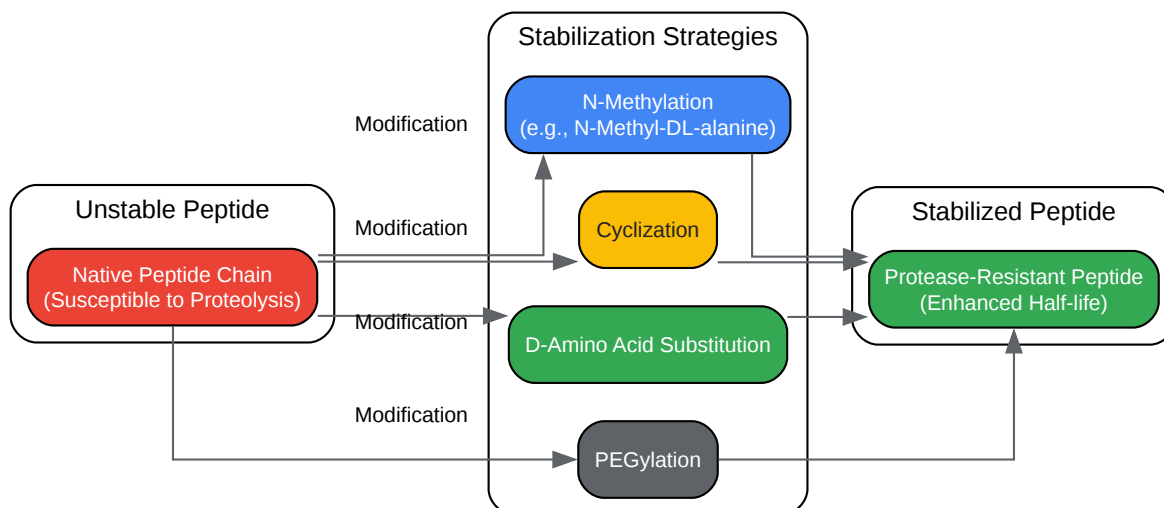 Stabilization Strategies
N-Methylation
(e.g., N-Methyl-DL-alanine)
Modification
Unstable Peptide
Native Peptide Chain
(Susceptible to Proteolysis)
Modification
Cyclization
Modification
D-Amino Acid Substitution
Modification
PEGylation
Stabilized Peptide
Protease-Resistant Peptide
(Enhanced Half-life)